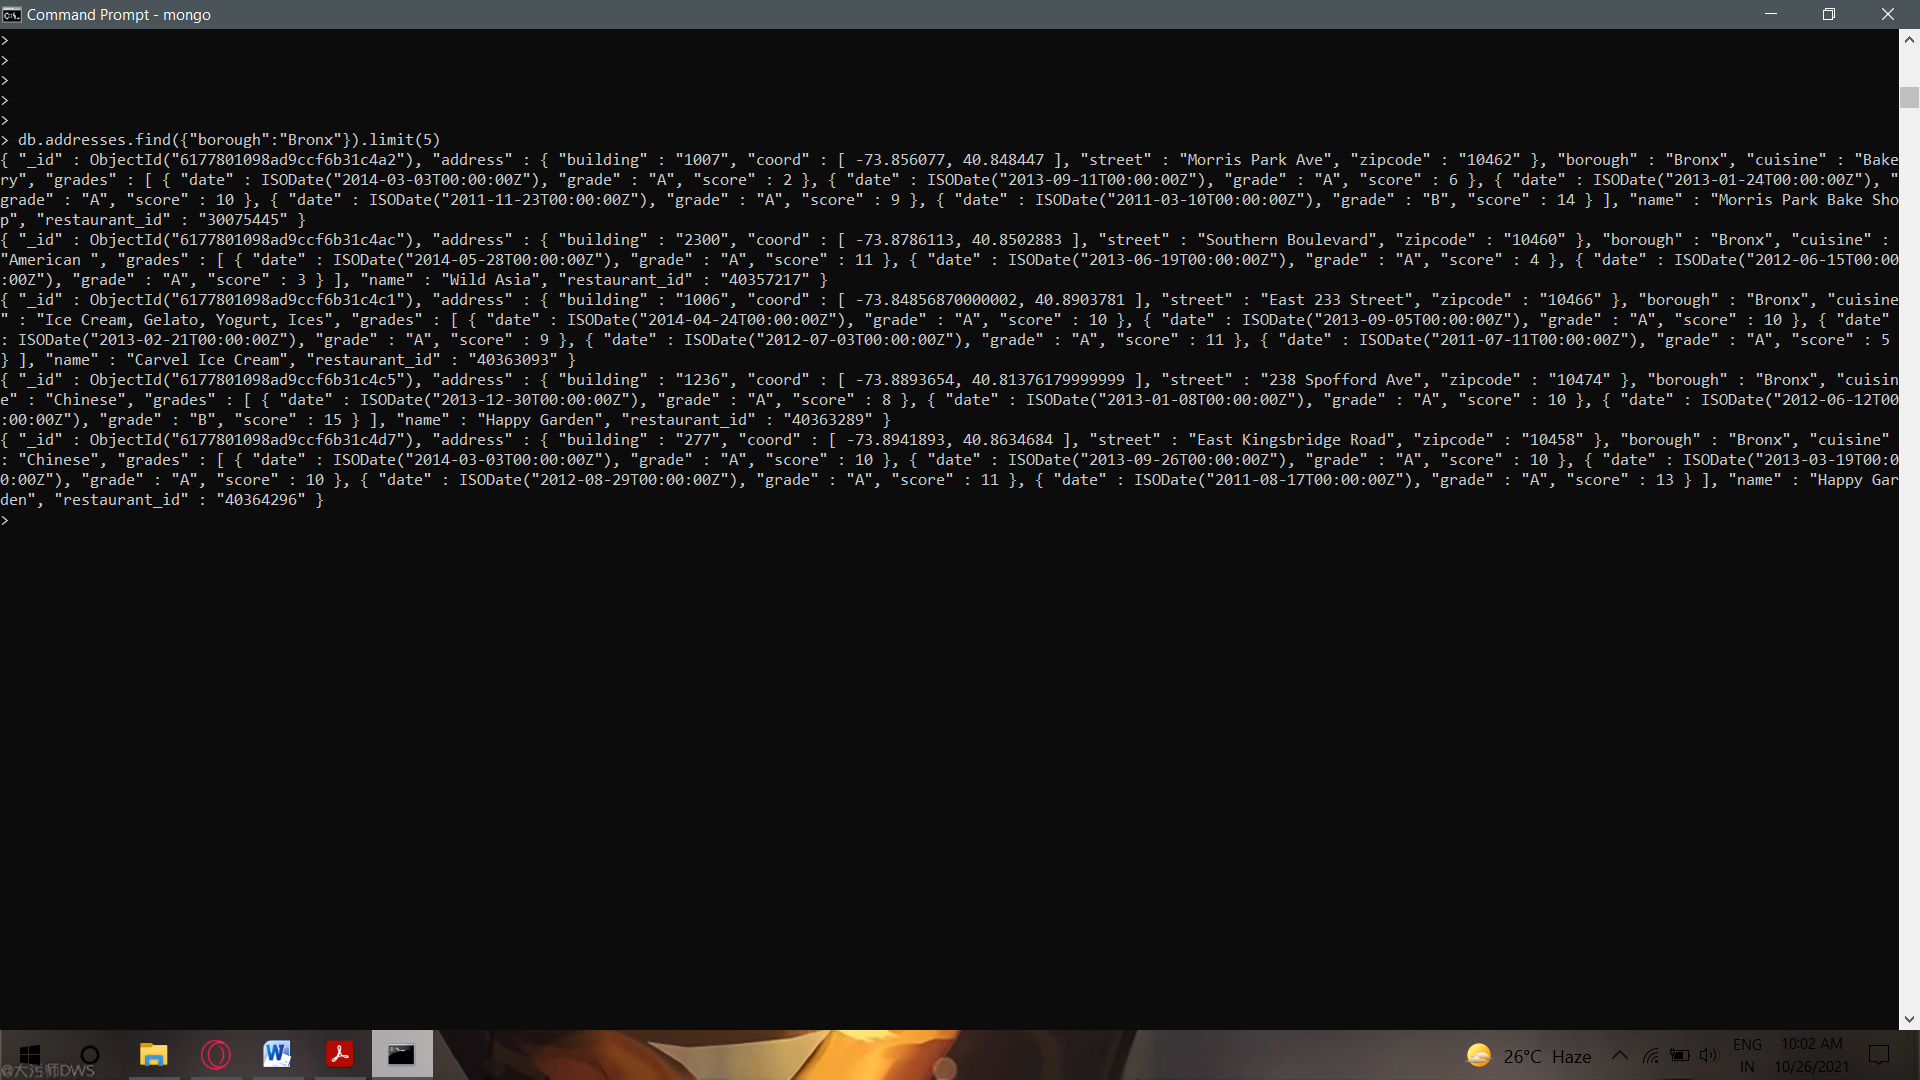 Command Prompt - mongo
>
>
>
>
>
> db.addresses.find({"borough":"Bronx"}).limit(5)
{ "_id" : ObjectId("6177801098ad9ccf6b31c4a2"), "address" : { "building" : "1007", "coord" : [ -73.856077, 40.848447 ], "street" : "Morris Park Ave", "zipcode" : "10462" }, "borough" : "Bronx", "cuisine" : "Bake
ry", "grades" : [ { "date" : ISODate("2014-03-03T00:00:00Z"), "grade" : "A", "score" : 2 }, { "date" : ISODate("2013-09-11T00:00:00Z"), "grade" : "A", "score" : 6 }, { "date" : ISODate("2013-01-24T00:00:00Z"), "
grade" : "A", "score" : 10 }, { "date" : ISODate("2011-11-23T00:00:00Z"), "grade" : "A", "score" : 9 }, { "date" : ISODate("2011-03-10T00:00:00Z"), "grade" : "B", "score" : 14 } ], "name" : "Morris Park Bake Sho
p", "restaurant_id" : "30075445" }
{ "_id" : ObjectId("6177801098ad9ccf6b31c4ac"), "address" : { "building" : "2300", "coord" : [ -73.8786113, 40.8502883 ], "street" : "Southern Boulevard", "zipcode" : "10460" }, "borough" : "Bronx", "cuisine" :
"American ", "grades" : [ { "date" : ISODate("2014-05-28T00:00:00Z"), "grade" : "A", "score" : 11 }, { "date" : ISODate("2013-06-19T00:00:00Z"), "grade" : "A", "score" : 4 }, { "date" : ISODate("2012-06-15T00:00
:00Z"), "grade" : "A", "score" : 3 } ], "name" : "Wild Asia", "restaurant_id" : "40357217" }
{ "_id" : ObjectId("6177801098ad9ccf6b31c4c1"), "address" : { "building" : "1006", "coord" : [ -73.84856870000002, 40.8903781 ], "street" : "East 233 Street", "zipcode" : "10466" }, "borough" : "Bronx", "cuisine
" : "Ice Cream, Gelato, Yogurt, Ices", "grades" : [ { "date" : ISODate("2014-04-24T00:00:00Z"), "grade" : "A", "score" : 10 }, { "date" : ISODate("2013-09-05T00:00:00Z"), "grade" : "A", "score" : 10 }, { "date"
: ISODate("2013-02-21T00:00:00Z"), "grade" : "A", "score" : 9 }, { "date" : ISODate("2012-07-03T00:00:00Z"), "grade" : "A", "score" : 11 }, { "date" : ISODate("2011-07-11T00:00:00Z"), "grade" : "A", "score" : 5
} ], "name" : "Carvel Ice Cream", "restaurant_id" : "40363093" }
{ "_id" : ObjectId("6177801098ad9ccf6b31c4c5"), "address" : { "building" : "1236", "coord" : [ -73.8893654, 40.81376179999999 ], "street" : "238 Spofford Ave", "zipcode" : "10474" }, "borough" : "Bronx", "cuisin
e" : "Chinese", "grades" : [ { "date" : ISODate("2013-12-30T00:00:00Z"), "grade" : "A", "score" : 8 }, { "date" : ISODate("2013-01-08T00:00:00Z"), "grade" : "A", "score" : 10 }, { "date" : ISODate("2012-06-12T00
:00:00Z"), "grade" : "B", "score" : 15 } ], "name" : "Happy Garden", "restaurant_id" : "40363289" }
{ "_id" : ObjectId("6177801098ad9ccf6b31c4d7"), "address" : { "building" : "277", "coord" : [ -73.8941893, 40.8634684 ], "street" : "East Kingsbridge Road", "zipcode" : "10458" }, "borough" : "Bronx", "cuisine"
: "Chinese", "grades" : [ { "date" : ISODate("2014-03-03T00:00:00Z"), "grade" : "A", "score" : 10 }, { "date" : ISODate("2013-09-26T00:00:00Z"), "grade" : "A", "score" : 10 }, { "date" : ISODate("2013-03-19T00:0
0:00Z"), "grade" : "A", "score" : 10 }, { "date" : ISODate("2012-08-29T00:00:00Z"), "grade" : "A", "score" : 11 }, { "date" : ISODate("2011-08-17T00:00:00Z"), "grade" : "A", "score" : 13 } ], "name" : "Happy Gar
den", "restaurant_id" : "40364296" }
>
26°C Haze
ENG
IN
10:02 AM
10/26/2021
@大污师DWS